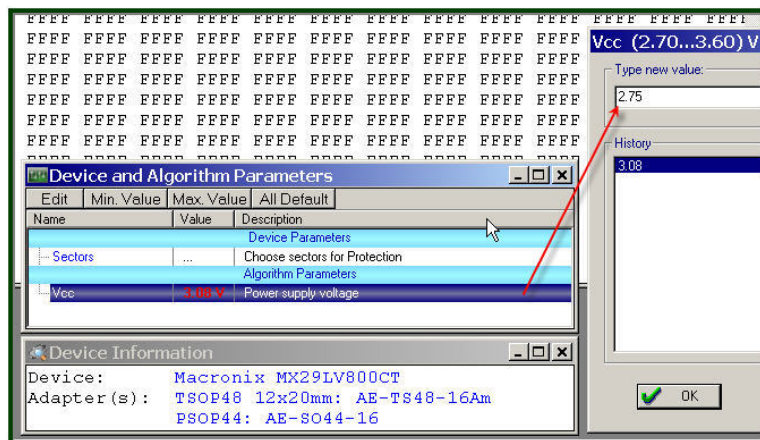 FFFF FFFF FFFF FFFF FFFF FFFF FFFF FFFF FFFF FFFF FFFF FFFF FFFF
FFFF FFFF FFFF FFFF FFFF FFFF FFFF FFFF FFFF FFFF
FFFF FFFF FFFF FFFF FFFF FFFF FFFF FFFF FFFF FFFF
FFFF FFFF FFFF FFFF FFFF FFFF FFFF FFFF FFFF FFFF
FFFF FFFF FFFF FFFF FFFF FFFF FFFF FFFF FFFF FFFF
FFFF FFFF FFFF FFFF FFFF FFFF FFFF FFFF FFFF FFFF
FFFF FFFF FFFF FFFF FFFF FFFF FFFF FFFF FFFF FFFF
Device and Algorithm Parameters
Edit Min. Value Max. Value All Default
Name Value Description
Device Parameters
Sectors ... Choose sectors for Protection
Algorithm Parameters
Vcc 3.08 V Power supply voltage
Device Information
Device: Macronix MX29LV800CT
Adapter(s): TSOP48 12x20mm: AE-TS48-16Am
PSOP44: AE-SO44-16
Vcc (2.70...3.60) V
Type new value:
2.75
History
3.08
OK